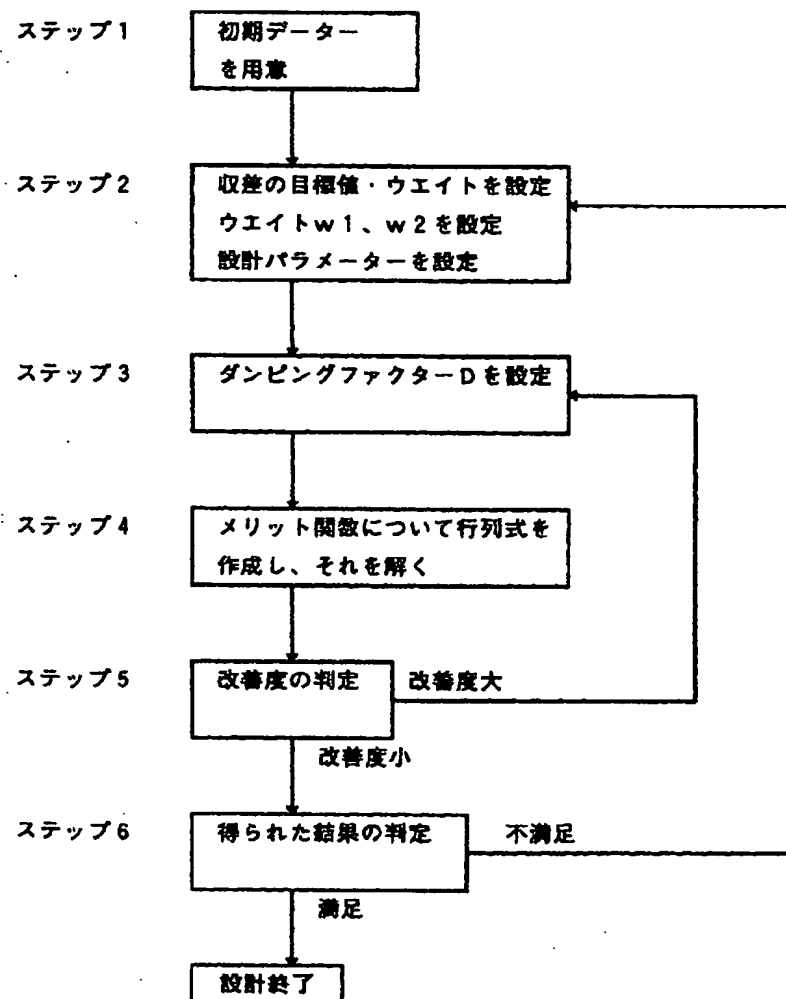 ステップ1
初期データー
を用意
ステップ2
収差の目標値・ウエイトを設定
ウエイトw1、w2を設定
設計パラメーターを設定
ステップ3
ダンピングファクターDを設定
ステップ4
メリット関数について行列式を
作成し、それを解く
ステップ5
改善度の判定
改善度大
改善度小
ステップ6
得られた結果の判定
不満足
満足
設計終了